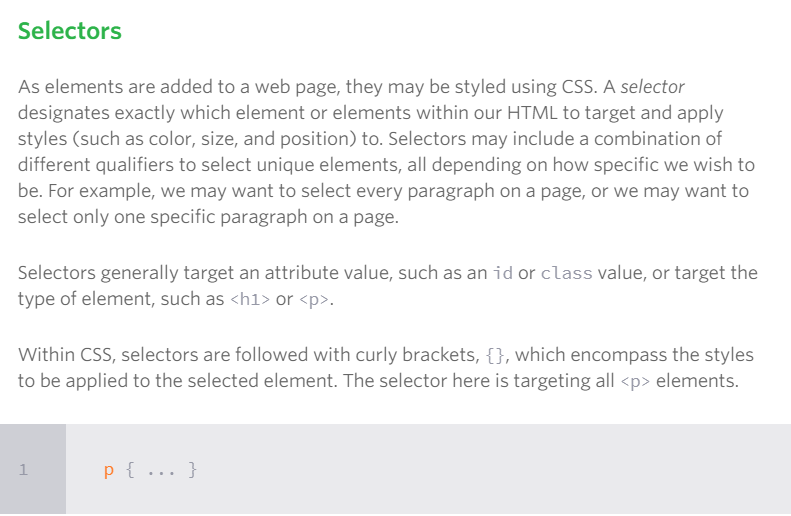 Selectors
As elements are added to a web page, they may be styled using CSS. A selector
designates exactly which element or elements within our HTML to target and apply
styles (such as color, size, and position) to. Selectors may include a combination of
different qualifiers to select unique elements, all depending on how specific we wish to
be. For example, we may want to select every paragraph on a page, or we may want to
select only one specific paragraph on a page.
Selectors generally target an attribute value, such as an id or class value, or target the
type of element, such as <h1> or <p>.
Within CSS, selectors are followed with curly brackets, {}, which encompass the styles
to be applied to the selected element. The selector here is targeting all <p> elements.
1 p { ... }